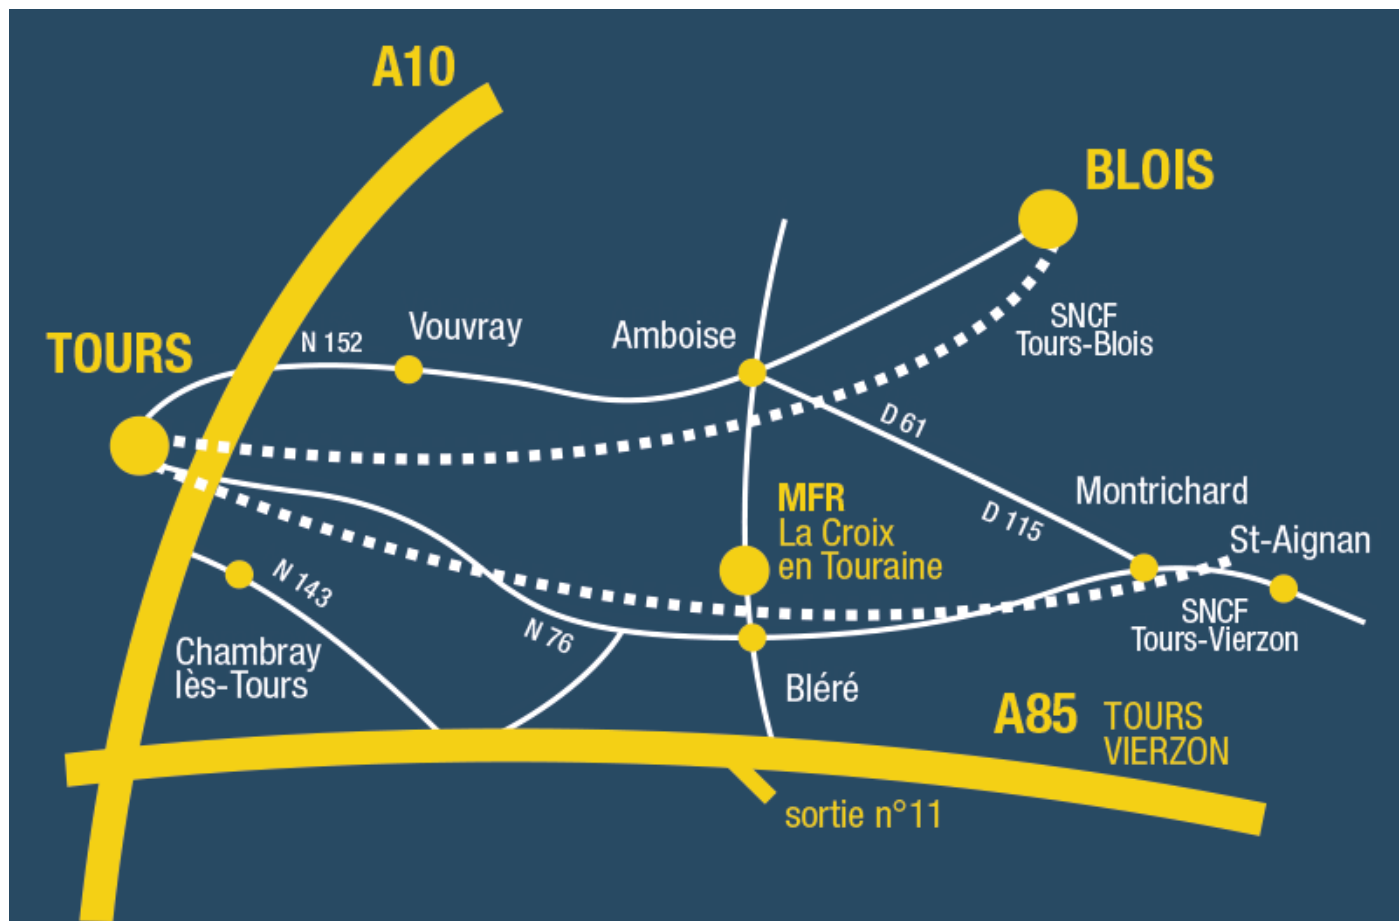 A10
BLOIS
SNCF
Tours-Blois
TOURS
N 152
Vouvray
Amboise
D 61
D 115
Montrichard
St-Aignan
MFR
La Croix
en Touraine
N 143
N 76
SNCF
Tours-Vierzon
Chambray
lès-Tours
Bléré
A85
TOURS
VIERZON
sortie n°11